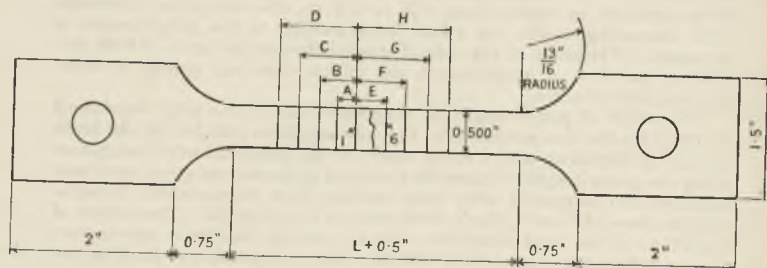 D H
C G
B F
A E
13"
16
RADIUS
1 6
0·500"
1·5"
2" 0·75" L + 0·5" 0·75" 2"